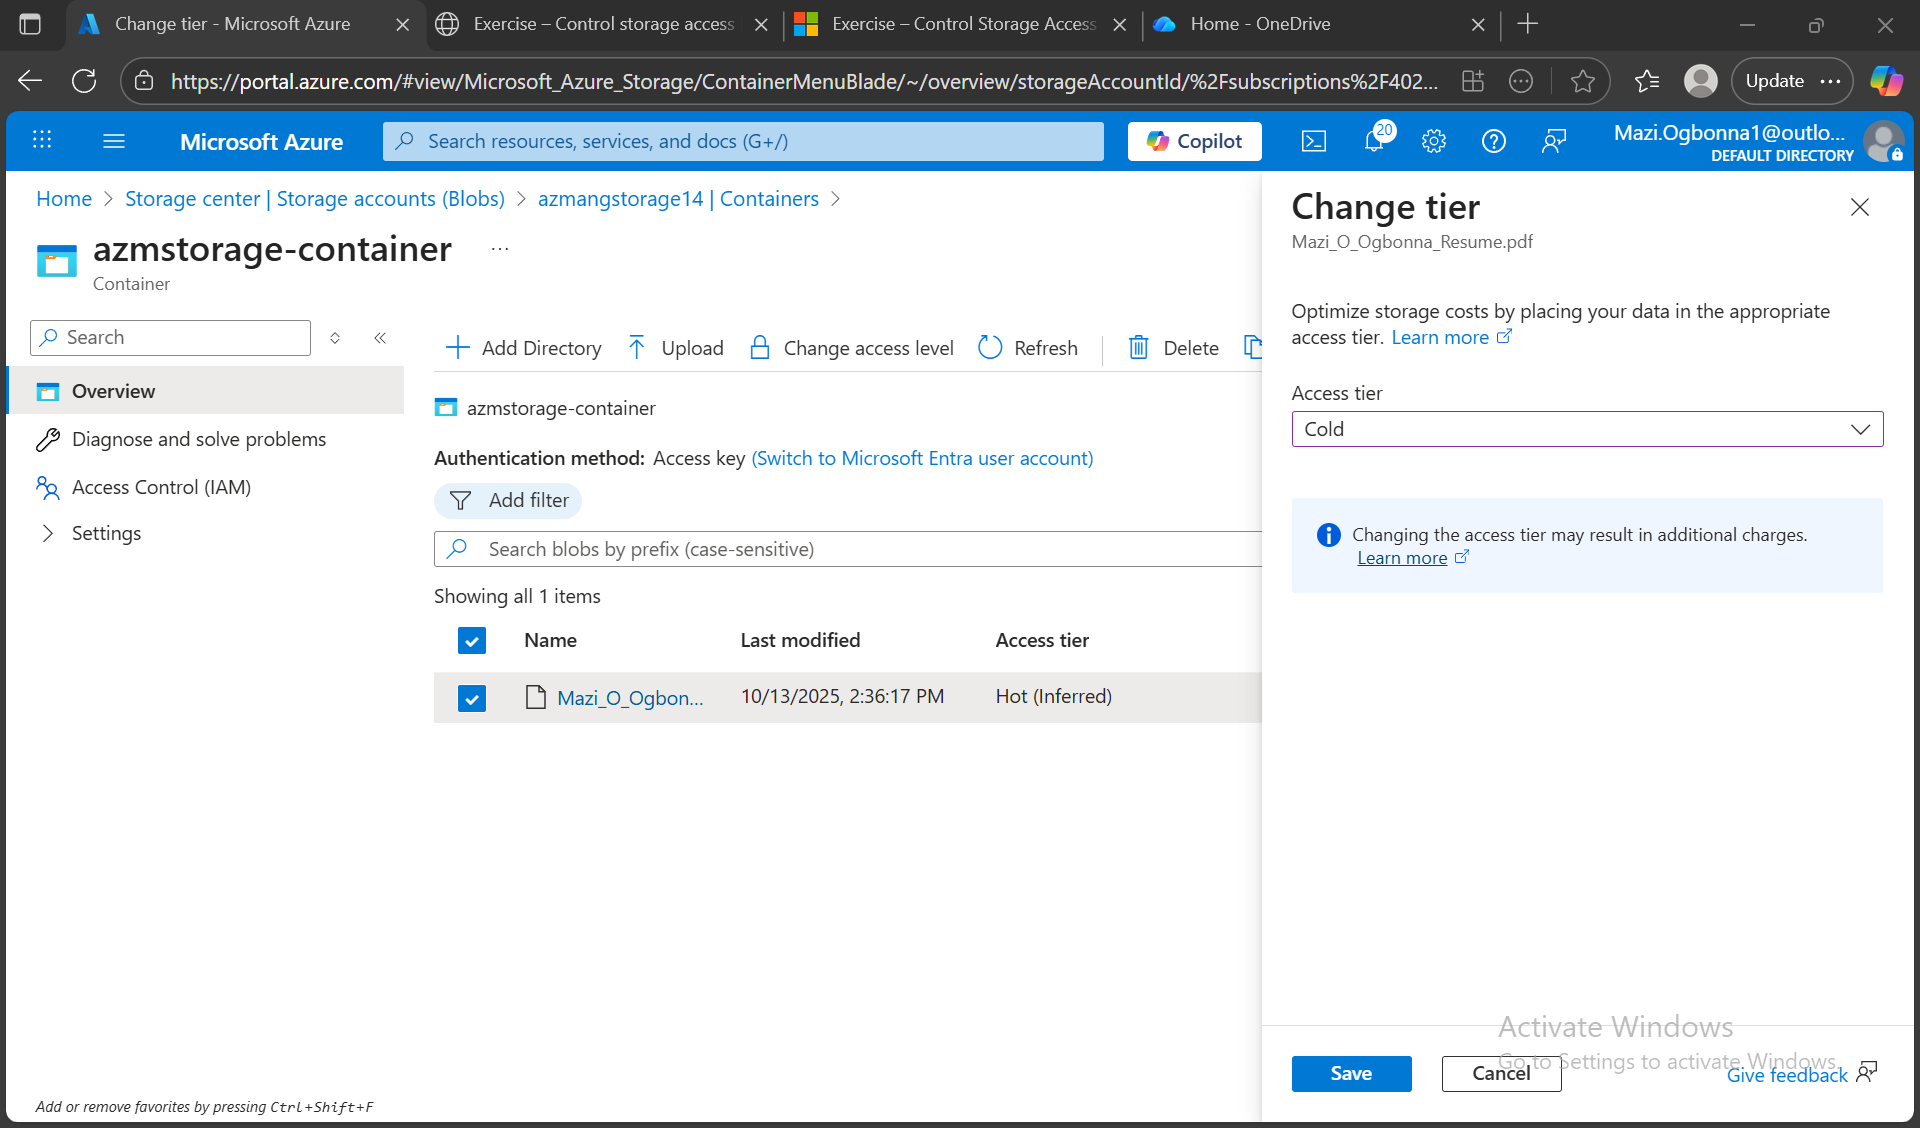 Change tier - Microsoft Azure
Exercise – Control storage access
Exercise – Control Storage Access
Home - OneDrive
https://portal.azure.com/#view/Microsoft_Azure_Storage/ContainerMenuBlade/~/overview/storageAccountId/%2Fsubscriptions%2F402...
Update
Microsoft Azure
Search resources, services, and docs (G+/)
Copilot
20
Mazi.Ogbonna1@outlo...
DEFAULT DIRECTORY
Home > Storage center | Storage accounts (Blobs) > azmangstorage14 | Containers >
azmstorage-container ...
Container
Search
Overview
Diagnose and solve problems
Access Control (IAM)
Settings
Add Directory
Upload
Change access level
Refresh
Delete
azmstorage-container
Authentication method: Access key (Switch to Microsoft Entra user account)
Add filter
Search blobs by prefix (case-sensitive)
Showing all 1 items
Name Last modified Access tier
Mazi_O_Ogbon... 10/13/2025, 2:36:17 PM Hot (Inferred)
Add or remove favorites by pressing Ctrl+Shift+F
Change tier
Mazi_O_Ogbonna_Resume.pdf
Optimize storage costs by placing your data in the appropriate
access tier. Learn more
Access tier
Cold
Changing the access tier may result in additional charges.
Learn more
Activate Windows
Go to Settings to activate Windows.
Save
Cancel
Give feedback